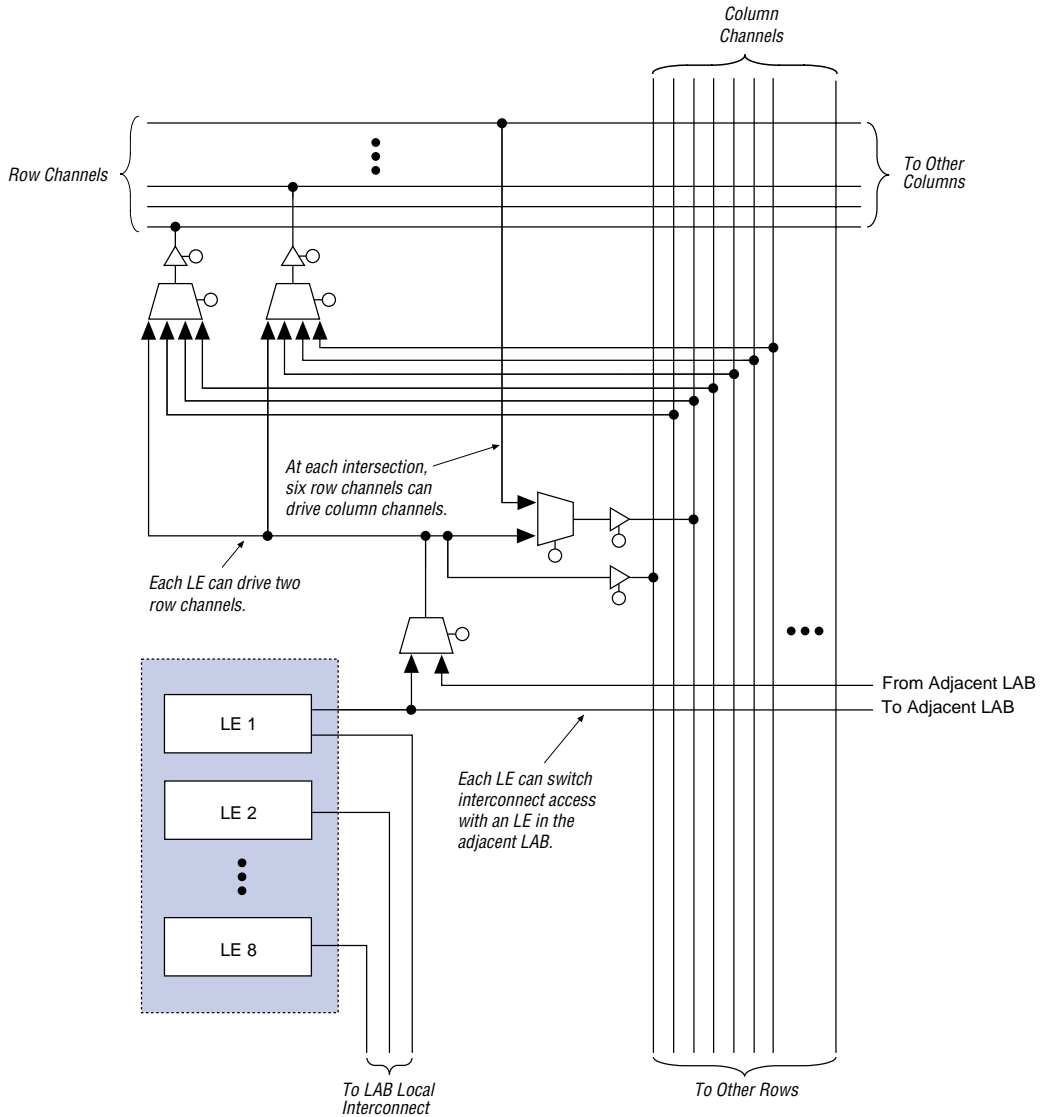 Column
Channels
Row Channels
To Other
Columns
At each intersection,
six row channels can
drive column channels.
Each LE can drive two
row channels.
From Adjacent LAB
To Adjacent LAB
LE 1
Each LE can switch
interconnect access
with an LE in the
adjacent LAB.
LE 2
LE 8
To LAB Local
Interconnect
To Other Rows